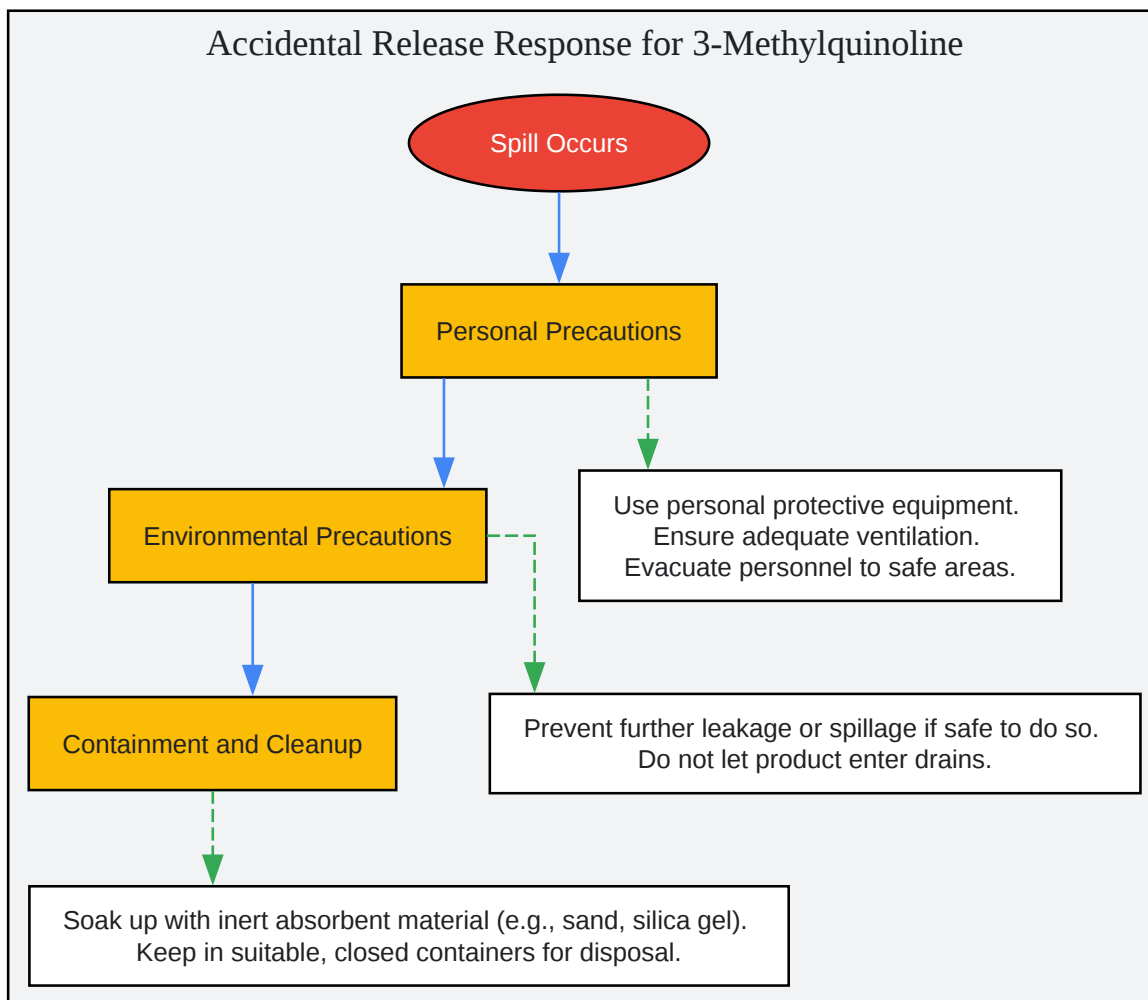 Accidental Release Response for 3-Methylquinoline
Spill Occurs
Personal Precautions
Use personal protective equipment.
Ensure adequate ventilation.
Evacuate personnel to safe areas.
Environmental Precautions
Prevent further leakage or spillage if safe to do so.
Do not let product enter drains.
Containment and Cleanup
Soak up with inert absorbent material (e.g., sand, silica gel).
Keep in suitable, closed containers for disposal.